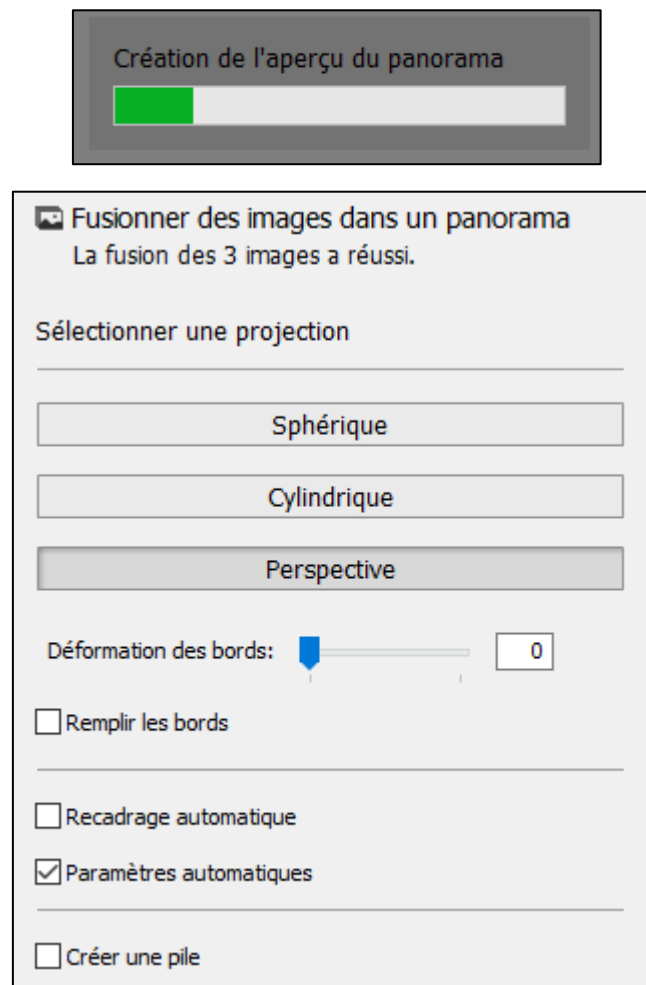 Création de l'aperçu du panorama
Fusionner des images dans un panorama
La fusion des 3 images a réussi.
Sélectionner une projection
Sphérique
Cylindrique
Perspective
Déformation des bords: 0
Remplir les bords
Recadrage automatique
Paramètres automatiques
Créer une pile